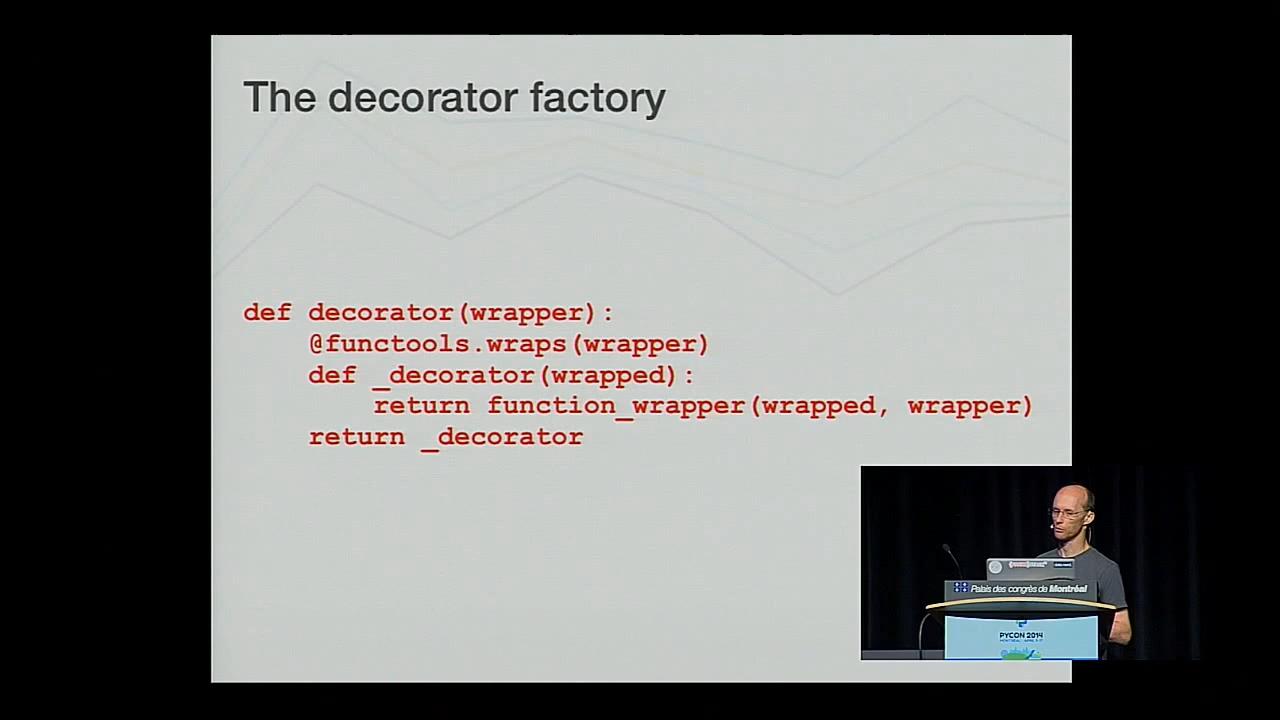 The decorator factory
def decorator(wrapper):
    @functools.wraps(wrapper)
    def _decorator(wrapped):
        return function_wrapper(wrapped, wrapper)
    return _decorator
Palais des congrès de Montréal
PYCON 2014